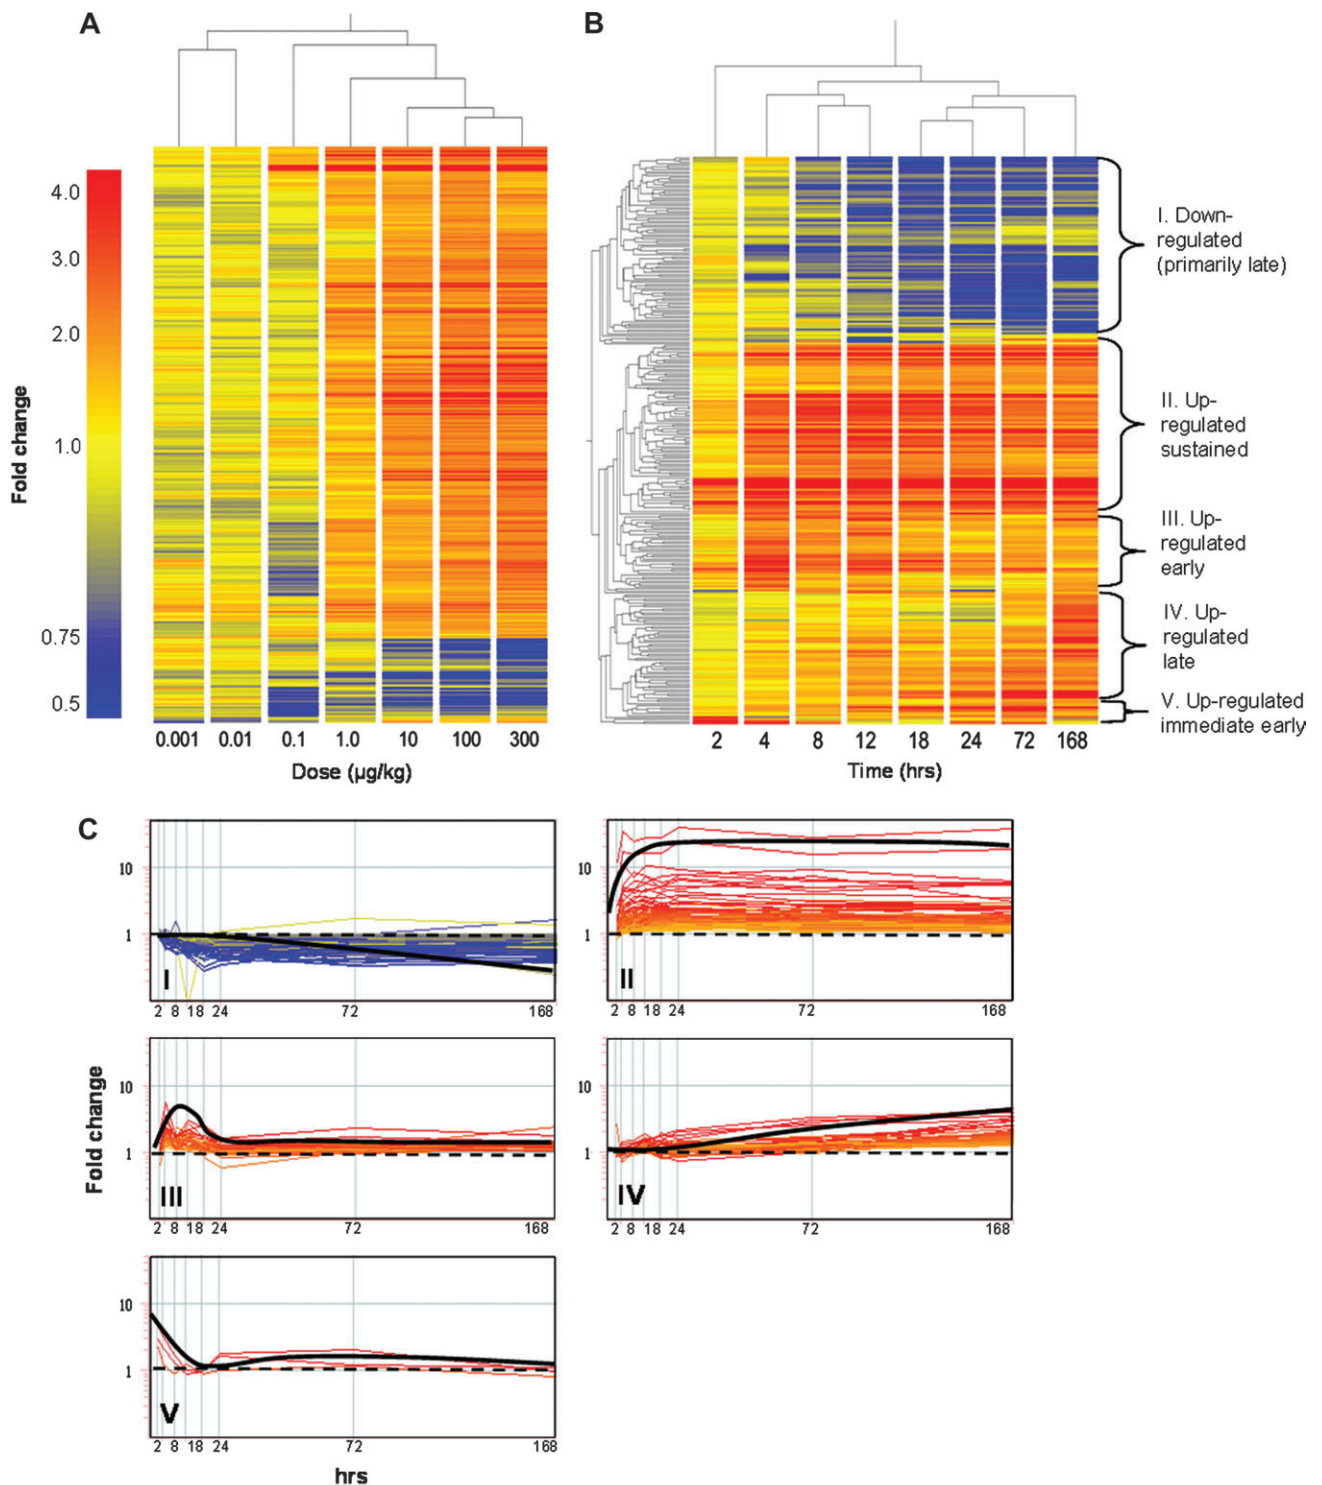 A
B
4.0
3.0
2.0
1.0
0.75
0.5
Fold change
0.001 0.01 0.1 1.0 10 100 300
Dose (µg/kg)
2 4 8 12 18 24 72 168
Time (hrs)
I. Down-
regulated
(primarily late)
II. Up-
regulated
sustained
III. Up-
regulated
early
IV. Up-
regulated
late
V. Up-regulated
immediate early
C
10
1
I
2 8 18 24 72 168
10
1
II
2 8 18 24 72 168
Fold change
10
1
III
2 8 18 24 72 168
10
1
IV
2 8 18 24 72 168
10
1
V
2 8 18 24 72 168
hrs